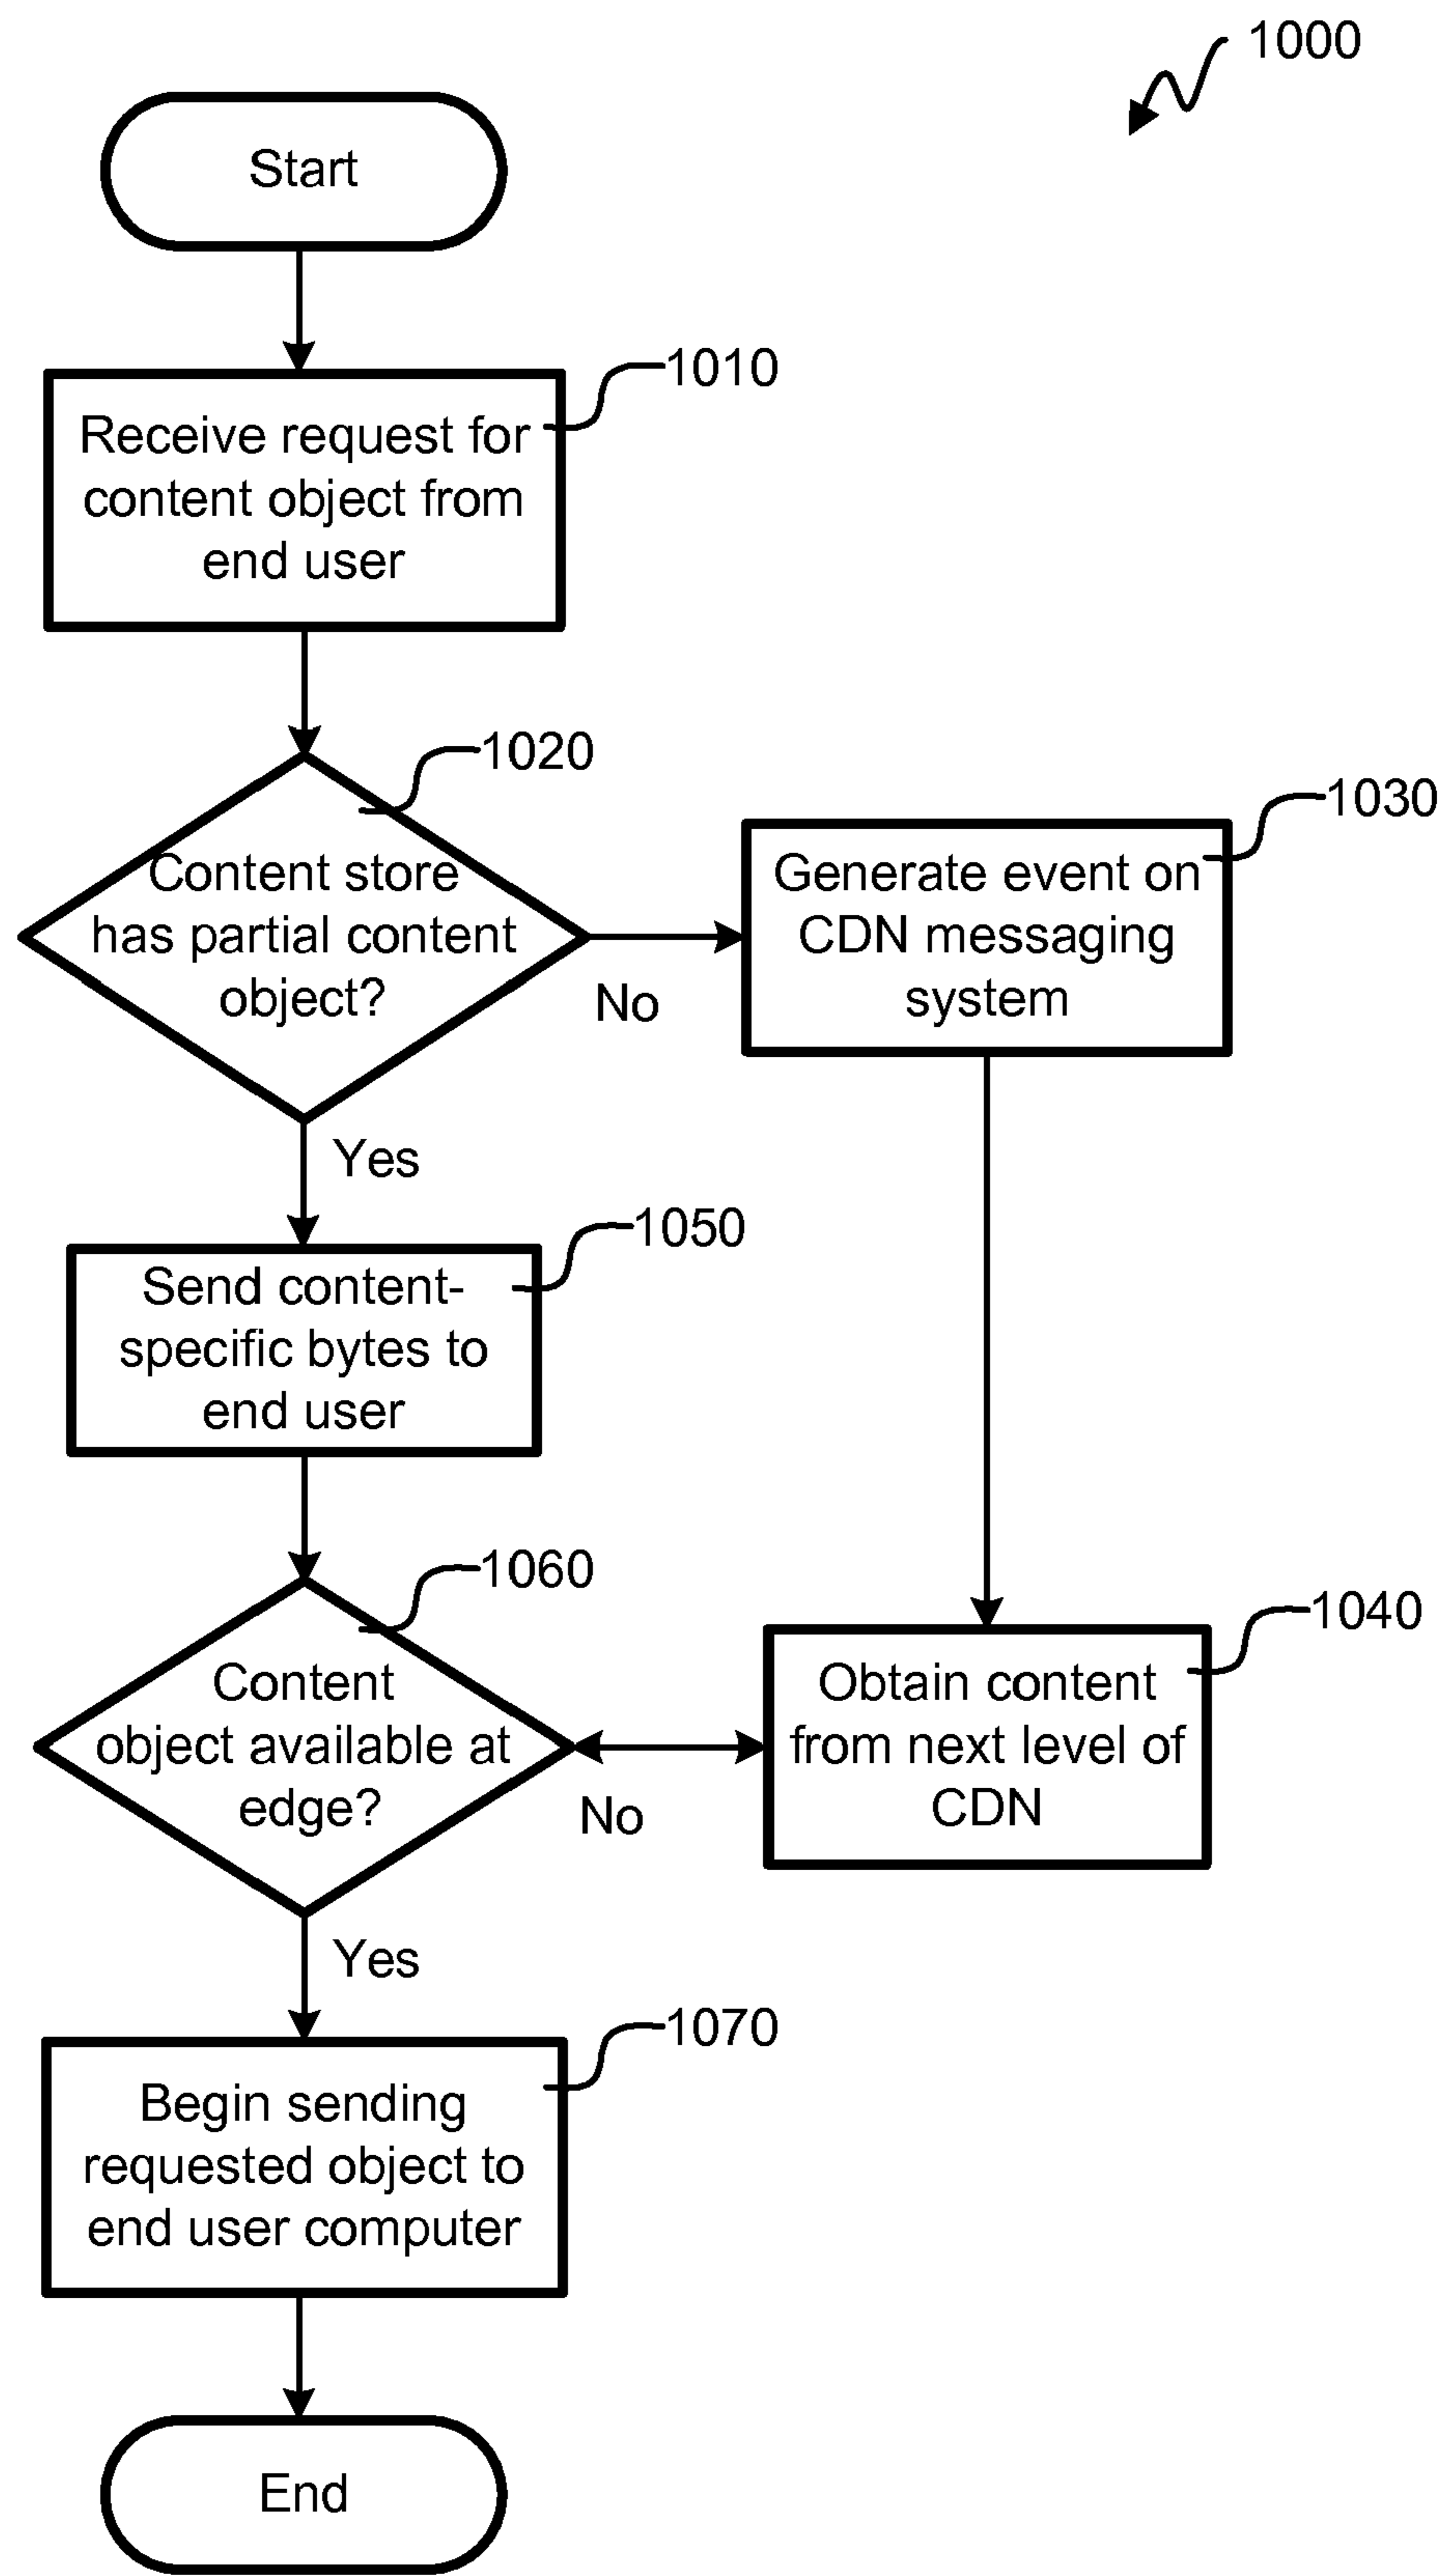 1000
Start
1010
Receive request for
content object from
end user
1020
Content store
has partial content
object?
No
1030
Generate event on
CDN messaging
system
Yes
1050
Send content-
specific bytes to
end user
1060
Content
object available at
edge?
No
1040
Obtain content
from next level of
CDN
Yes
1070
Begin sending
requested object to
end user computer
End